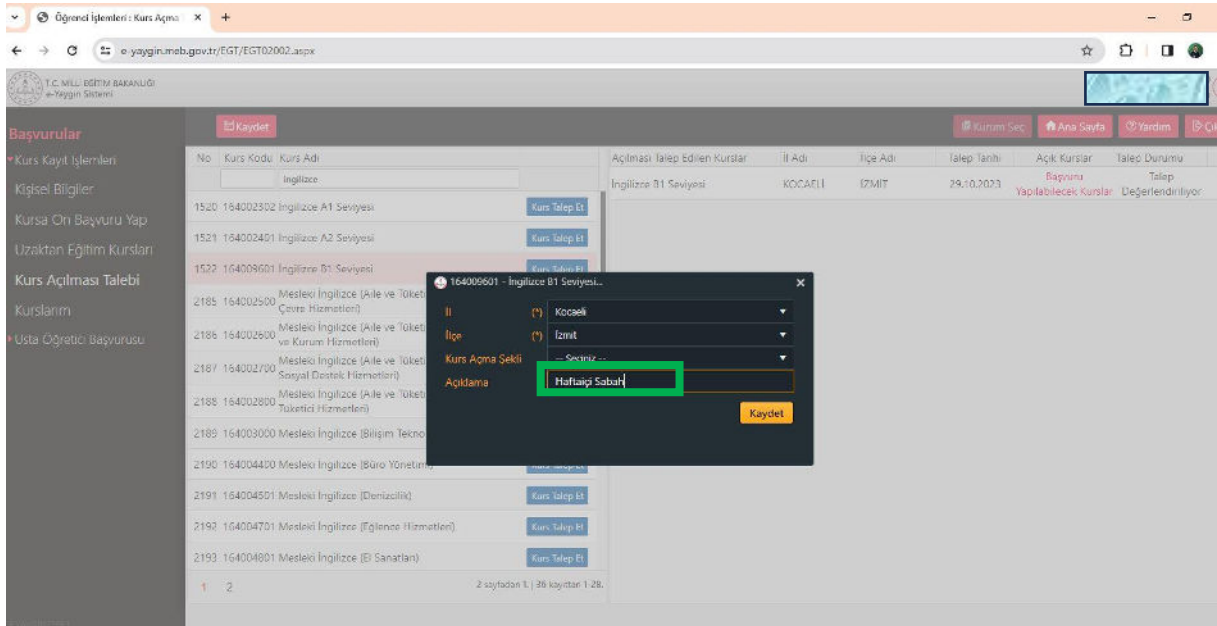 Öğrenci İşlemleri : Kurs Açma
e-yaygin.meb.gov.tr/EGT/EGT02002.aspx
T.C. MİLLİ EĞİTİM BAKANLIĞI
e-Yaygın Sistemi
Başvurular
Kaydet
Kurum Seç
Ana Sayfa
Yardım
Kurs Kayıt İşlemleri
Kişisel Bilgiler
Kursa Ön Başvuru Yap
Uzaktan Eğitim Kursları
Kurs Açılması Talebi
Kurslarım
Usta Öğretici Başvurusu
No Kurs Kodu Kurs Adı
ingilizce
1520 164002302 İngilizce A1 Seviyesi Kurs Talep Et
1521 164002401 İngilizce A2 Seviyesi Kurs Talep Et
1522 164009601 İngilizce B1 Seviyesi Kurs Talep Et
2185 164002500 Mesleki İngilizce (Aile ve Tüketi
Çevre Hizmetleri)
2186 164002600 Mesleki İngilizce (Aile ve Tüketi
ve Kurum Hizmetleri)
2187 164002700 Mesleki İngilizce (Aile ve Tüketi
Sosyal Destek Hizmetleri)
2188 164002800 Mesleki İngilizce (Aile ve Tüketi
Tüketici Hizmetleri)
2189 164003000 Mesleki İngilizce (Bilişim Tekno
2190 164004400 Mesleki İngilizce (Büro Yönetimi) Kurs Talep Et
2191 164004501 Mesleki İngilizce (Denizcilik) Kurs Talep Et
2192 164004701 Mesleki İngilizce (Eğlence Hizmetleri) Kurs Talep Et
2193 164004801 Mesleki İngilizce (El Sanatları) Kurs Talep Et
1 2
2 sayfadan 1. | 36 kayıttan 1-28.
Açılması Talep Edilen Kurslar İl Adı İlçe Adı Talep Tarihi Açık Kurslar Talep Durumu
İngilizce B1 Seviyesi KOCAELİ İZMİT 29.10.2023 Başvuru Yapılabilecek Kurslar Talep Değerlendiriliyor
164009601 - İngilizce B1 Seviyesi...
İl (*) Kocaeli
İlçe (*) İzmit
Kurs Açma Şekli -- Seçiniz --
Açıklama Haftaiçi Sabah
Kaydet